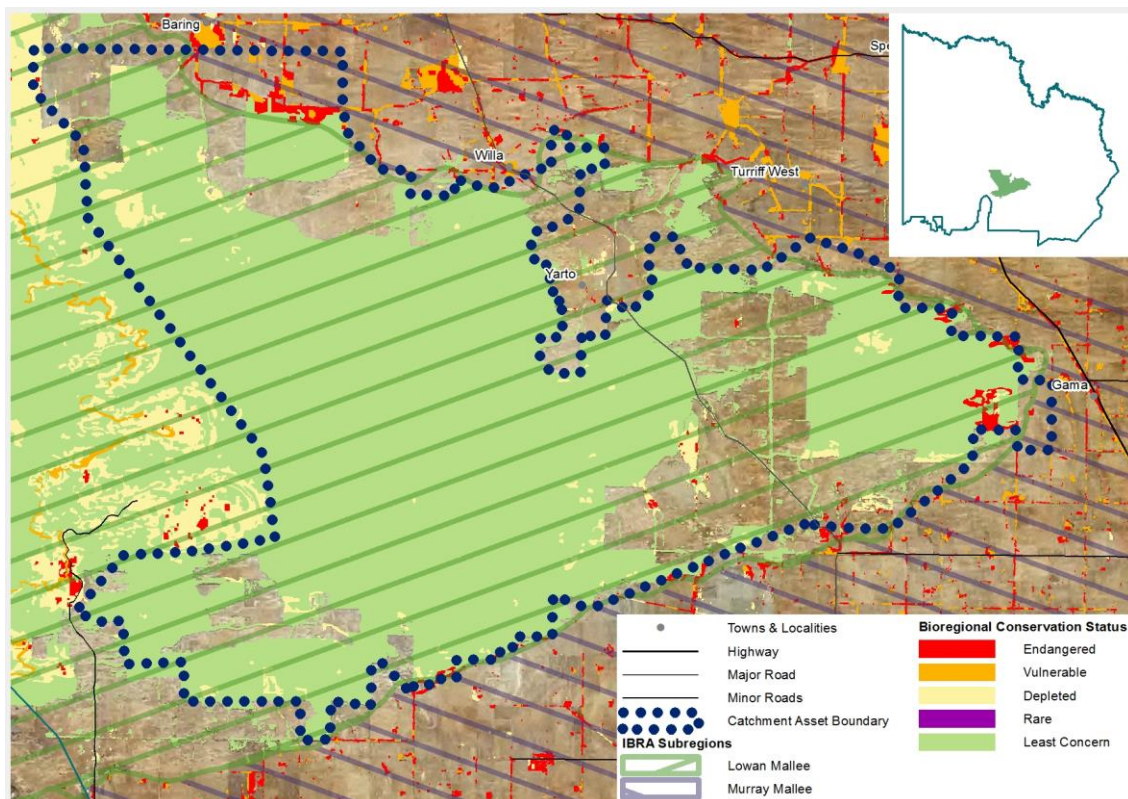 Baring
Spe
Willa
Turriff West
Yarto
Gama
Towns & Localities
Highway
Major Road
Minor Roads
Catchment Asset Boundary
IBRA Subregions
Lowan Mallee
Murray Mallee
Bioregional Conservation Status
Endangered
Vulnerable
Depleted
Rare
Least Concern